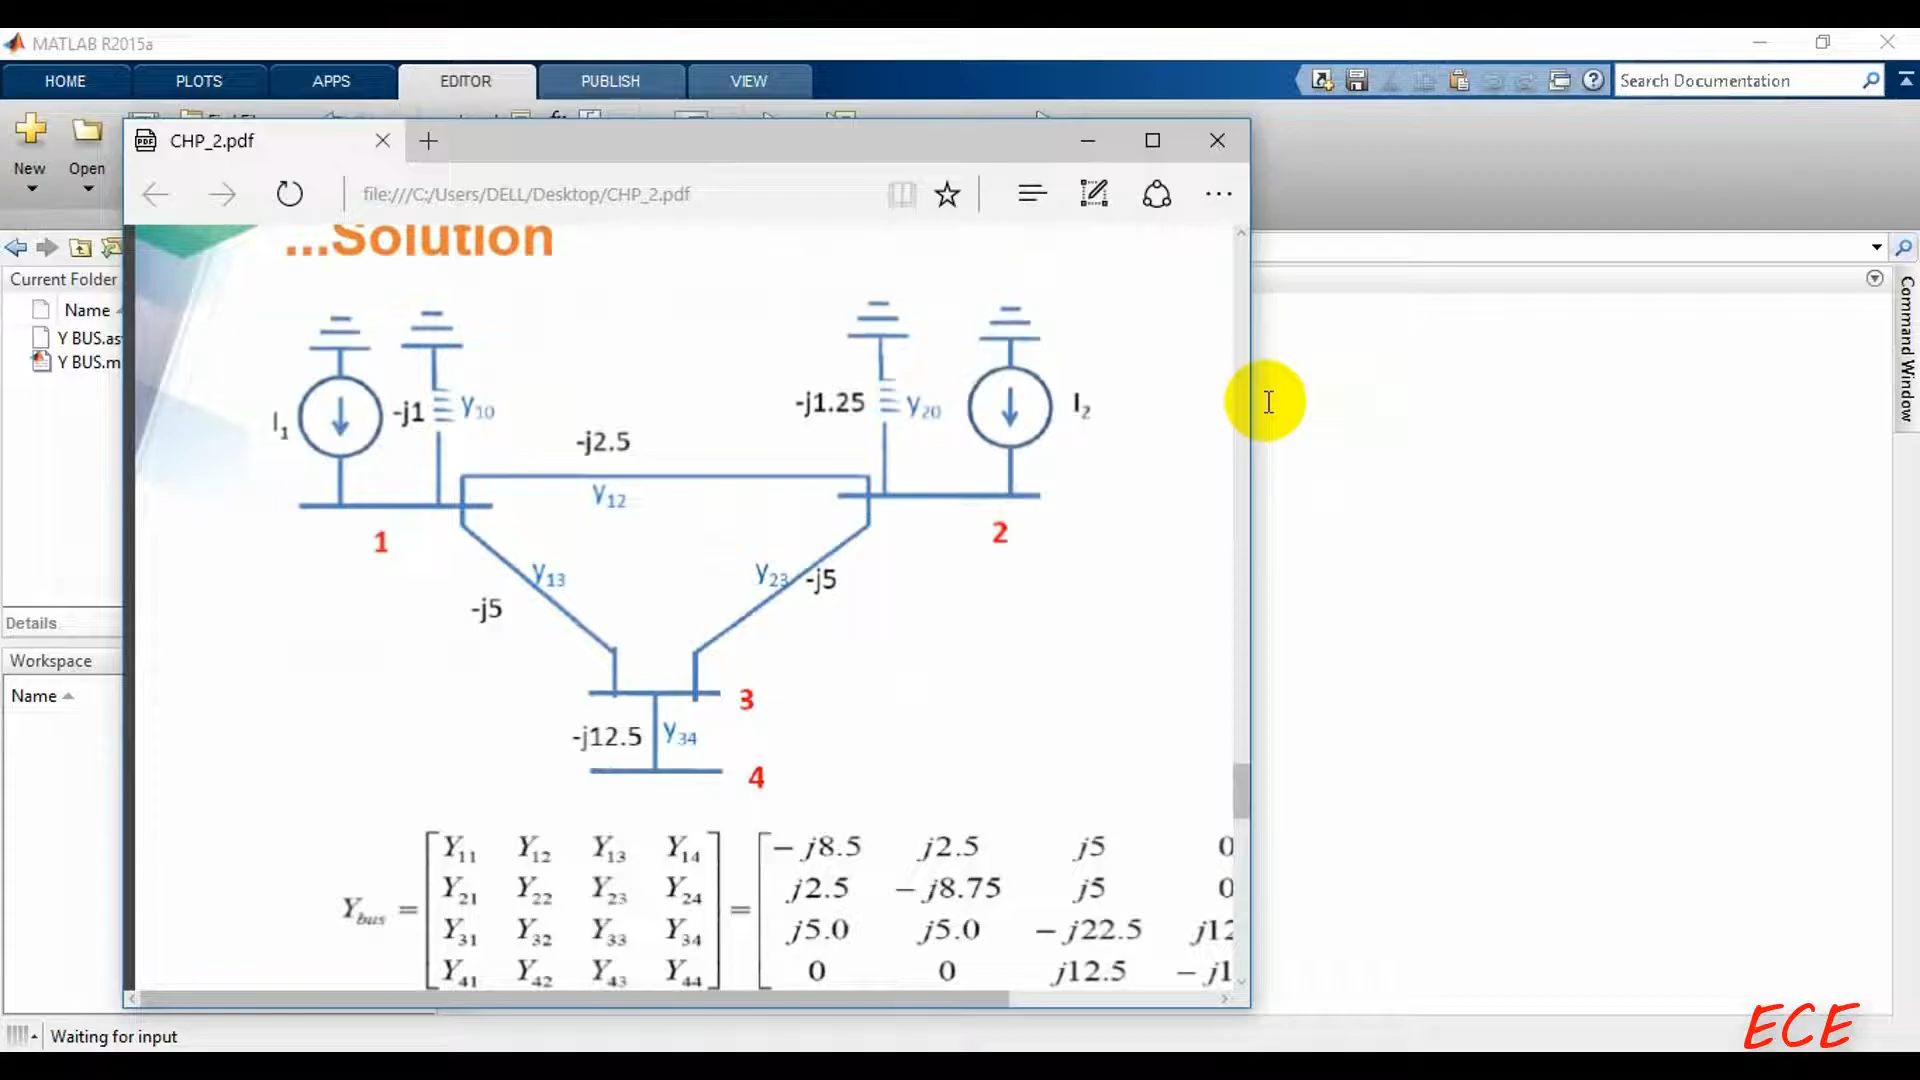 MATLAB R2015a
HOME PLOTS APPS EDITOR PUBLISH VIEW
Search Documentation
New Open
CHP_2.pdf
file:///C:/Users/DELL/Desktop/CHP_2.pdf
Current Folder
Name
Y BUS.as
Y BUS.m
Details
Workspace
Name
Command Window
...Solution
I1 -j1 y10 -j1.25 y20 I2
-j2.5
y12
1 2
y13 y23 -j5
-j5
3
-j12.5 y34
4
Ybus = [ Y11 Y12 Y13 Y14 ] = [ -j8.5 j2.5 j5 0
Y21 Y22 Y23 Y24 j2.5 -j8.75 j5 0
Y31 Y32 Y33 Y34 j5.0 j5.0 -j22.5 j12
Y41 Y42 Y43 Y44 0 0 j12.5 -j1
Waiting for input
ECE